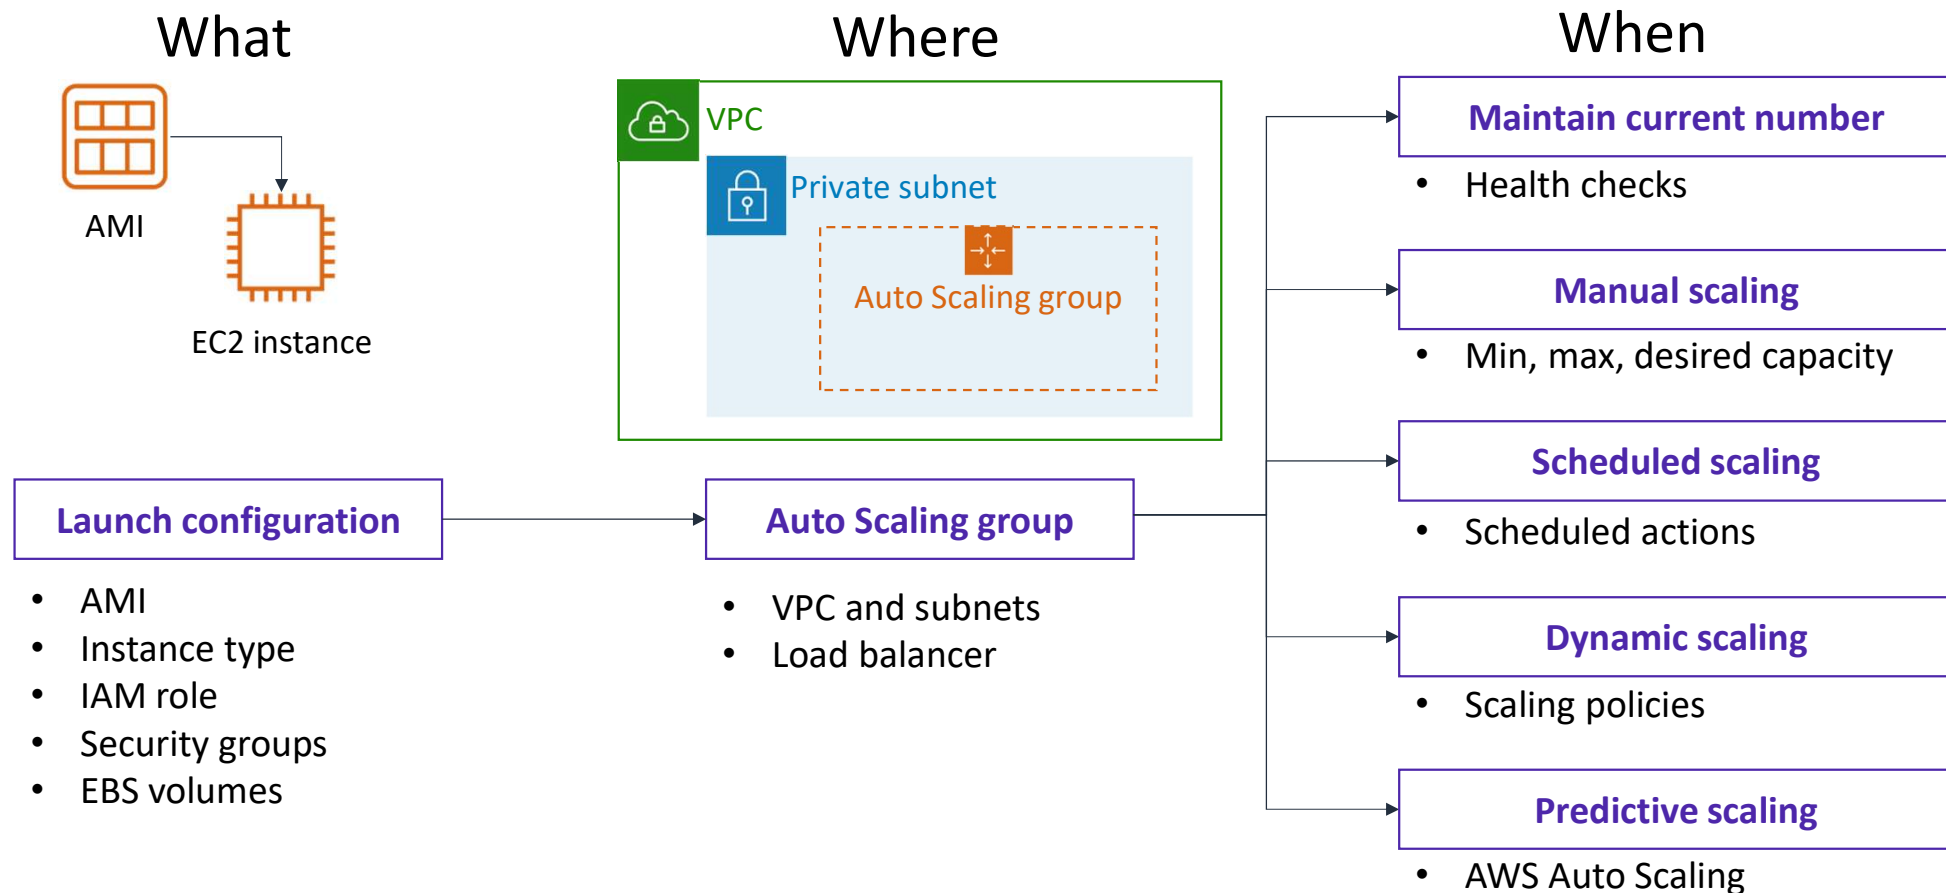 What
AMI
EC2 instance
Launch configuration
• AMI
• Instance type
• IAM role
• Security groups
• EBS volumes
Where
VPC
Private subnet
Auto Scaling group
Auto Scaling group
• VPC and subnets
• Load balancer
When
Maintain current number
• Health checks
Manual scaling
• Min, max, desired capacity
Scheduled scaling
• Scheduled actions
Dynamic scaling
• Scaling policies
Predictive scaling
• AWS Auto Scaling